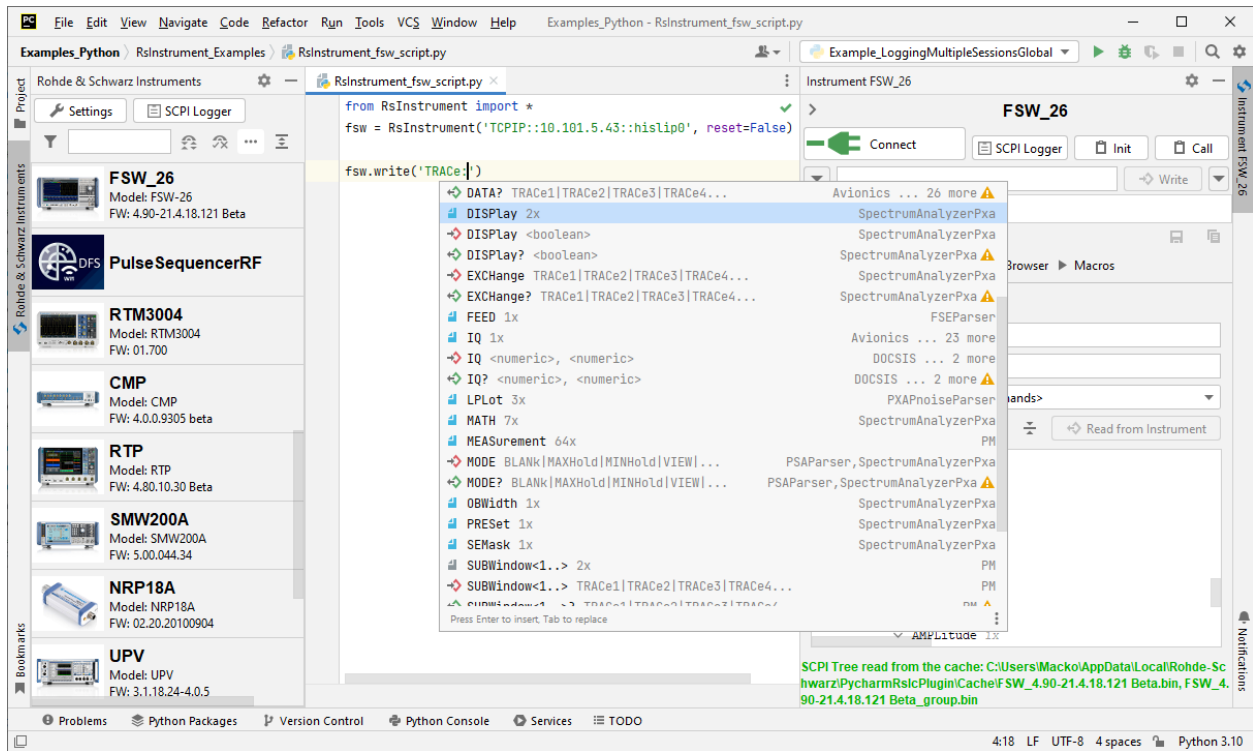 PC File Edit View Navigate Code Refactor Run Tools VCS Window Help Examples_Python - RsInstrument_fsw_script.py
Examples_Python RsInstrument_Examples RsInstrument_fsw_script.py Example_LoggingMultipleSessionsGlobal
Project
Rohde & Schwarz Instruments
Bookmarks
Rohde & Schwarz Instruments
Settings SCPI Logger
FSW_26
Model: FSW-26
FW: 4.90-21.4.18.121 Beta
DFS
PulseSequencerRF
RTM3004
Model: RTM3004
FW: 01.700
CMP
Model: CMP
FW: 4.0.0.9305 beta
RTP
Model: RTP
FW: 4.80.10.30 Beta
SMW200A
Model: SMW200A
FW: 5.00.044.34
NRP18A
Model: NRP18A
FW: 02.20.20100904
UPV
Model: UPV
FW: 3.1.18.24-4.0.5
RsInstrument_fsw_script.py
from RsInstrument import *
fsw = RsInstrument('TCPIP::10.101.5.43::hislip0', reset=False)
fsw.write('TRACe:')
DATA? TRACe1|TRACe2|TRACe3|TRACe4... Avionics ... 26 more
DISPlay 2x SpectrumAnalyzerPxa
DISPlay <boolean> SpectrumAnalyzerPxa
DISPlay? <boolean> SpectrumAnalyzerPxa
EXCHange TRACe1|TRACe2|TRACe3|TRACe4... SpectrumAnalyzerPxa
EXCHange? TRACe1|TRACe2|TRACe3|TRACe4... SpectrumAnalyzerPxa
FEED 1x FSEParser
IQ 1x Avionics ... 23 more
IQ <numeric>, <numeric> DOCSIS ... 2 more
IQ? <numeric>, <numeric> DOCSIS ... 2 more
LPLot 3x PXAPnoiseParser
MATH 7x SpectrumAnalyzerPxa
MEASurement 64x PM
MODE BLANk|MAXHold|MINHold|VIEW|... PSAParser,SpectrumAnalyzerPxa
MODE? BLANk|MAXHold|MINHold|VIEW|... PSAParser,SpectrumAnalyzerPxa
OBWidth 1x SpectrumAnalyzerPxa
PRESet 1x SpectrumAnalyzerPxa
SEMask 1x SpectrumAnalyzerPxa
SUBWindow<1..> 2x PM
SUBWindow<1..> TRACe1|TRACe2|TRACe3|TRACe4... PM
SUBWindow<1..>? TRACe1|TRACe2|TRACe3|TRACe4 PM
Press Enter to insert, Tab to replace
Instrument FSW_26
FSW_26
Connect SCPI Logger Init Call
Write
Browser Macros
ands>
Read from Instrument
AMPLitude 1x
SCPI Tree read from the cache: C:\Users\Macko\AppData\Local\Rohde-Sc
hwarz\PycharmRsIcPlugin\Cache\FSW_4.90-21.4.18.121 Beta.bin, FSW_4.
90-21.4.18.121 Beta_group.bin
Instrument FSW_26
Notifications
Problems Python Packages Version Control Python Console Services TODO
4:18 LF UTF-8 4 spaces Python 3.10